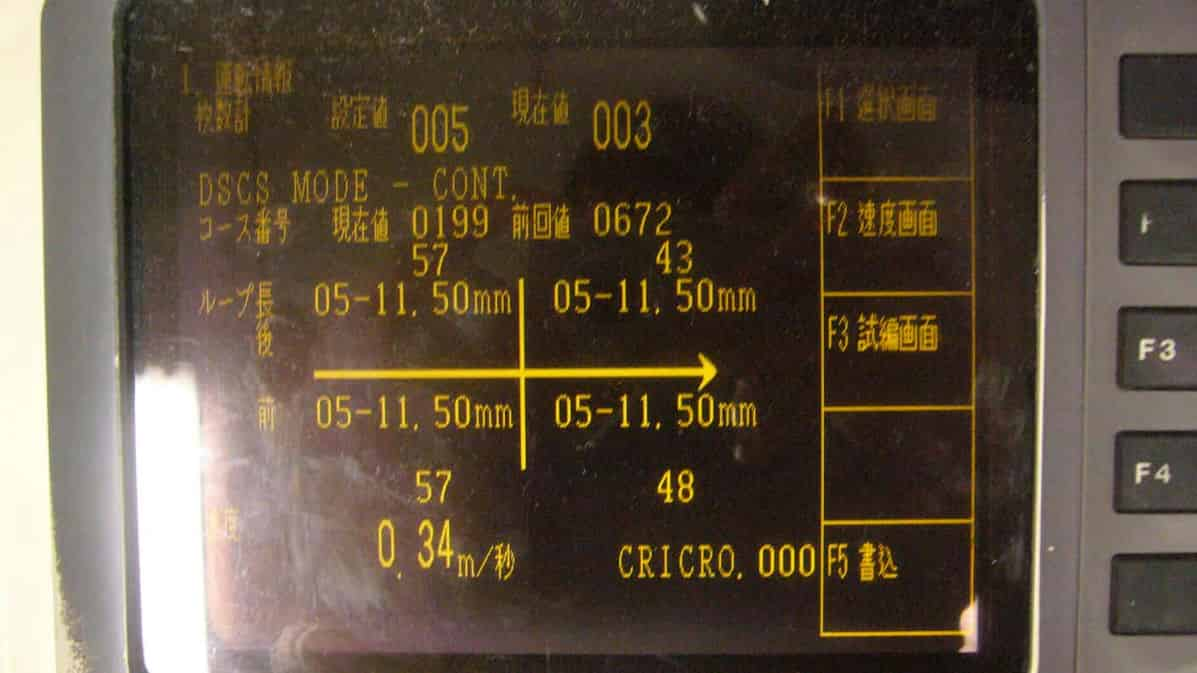 1. 運転情報
枚数計 設定値 005 現在値 003
DSCS MODE - CONT.
コース番号 現在値 0199 前回値 0672
57 43
ループ長 05-11.50mm 05-11.50mm
後
前 05-11.50mm 05-11.50mm
57 48
速度 0.34m/秒 CRICRO.000
F1 選択画面
F2 速度画面
F3 試編画面
F5 書込
F3
F4